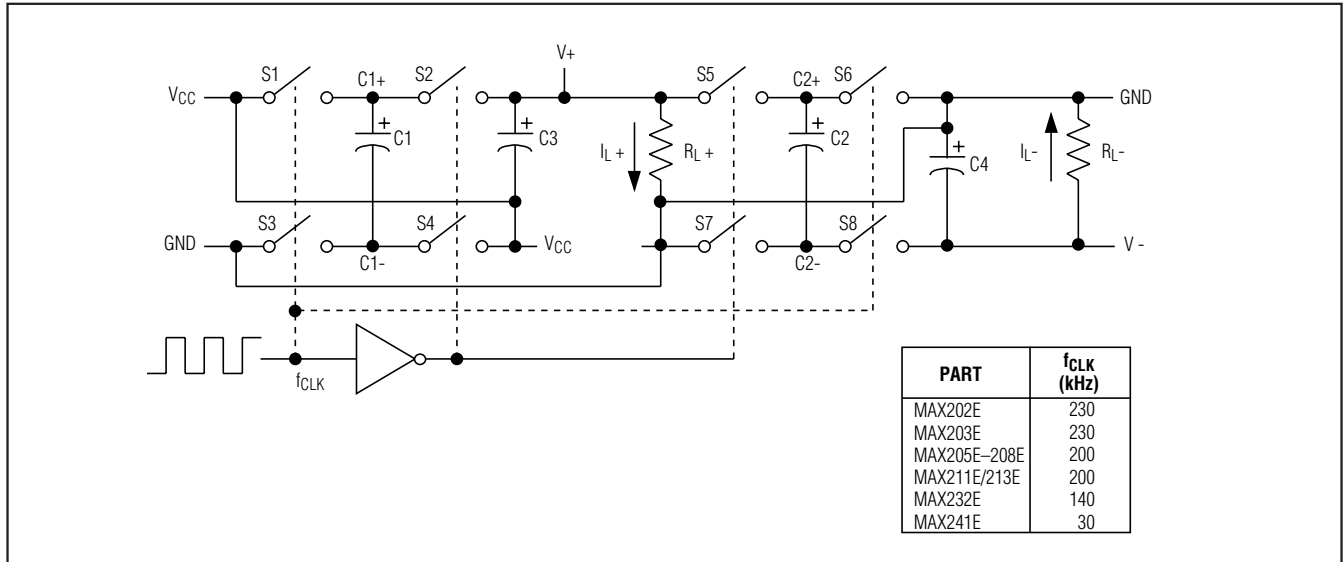 V+
S1 C1+ S2 S5 C2+ S6
VCC GND
+ C1 + C3 IL + RL + + C2 + C4 IL- RL-
S3 S4 S7 S8
GND C1- VCC C2- V -
fCLK
PART fCLK (kHz)
MAX202E 230
MAX203E 230
MAX205E–208E 200
MAX211E/213E 200
MAX232E 140
MAX241E 30